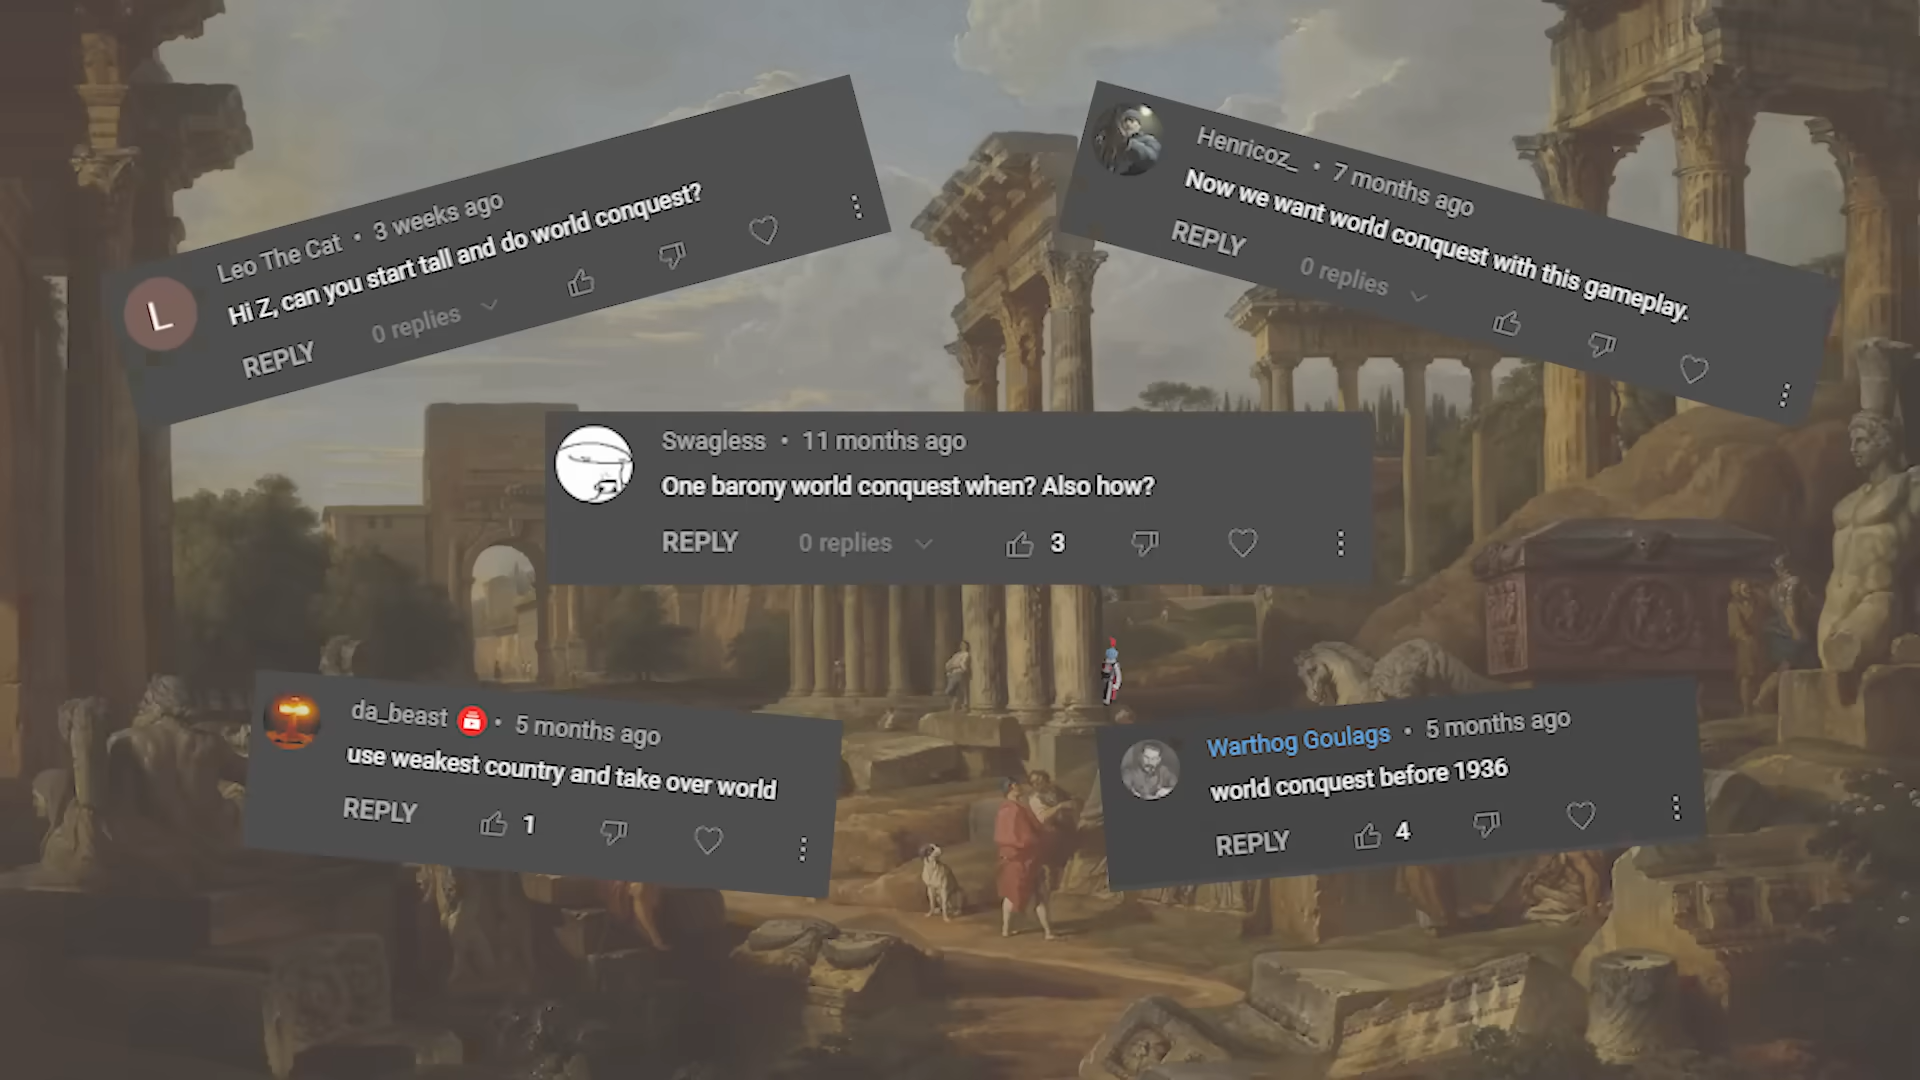 Leo The Cat • 3 weeks ago
Hi Z, can you start tall and do world conquest?
REPLY 0 replies
L
Henricoz_ • 7 months ago
Now we want world conquest with this gameplay.
REPLY 0 replies
Swagless • 11 months ago
One barony world conquest when? Also how?
REPLY 0 replies 3
da_beast • 5 months ago
use weakest country and take over world
REPLY 1
Warthog Goulags • 5 months ago
world conquest before 1936
REPLY 4